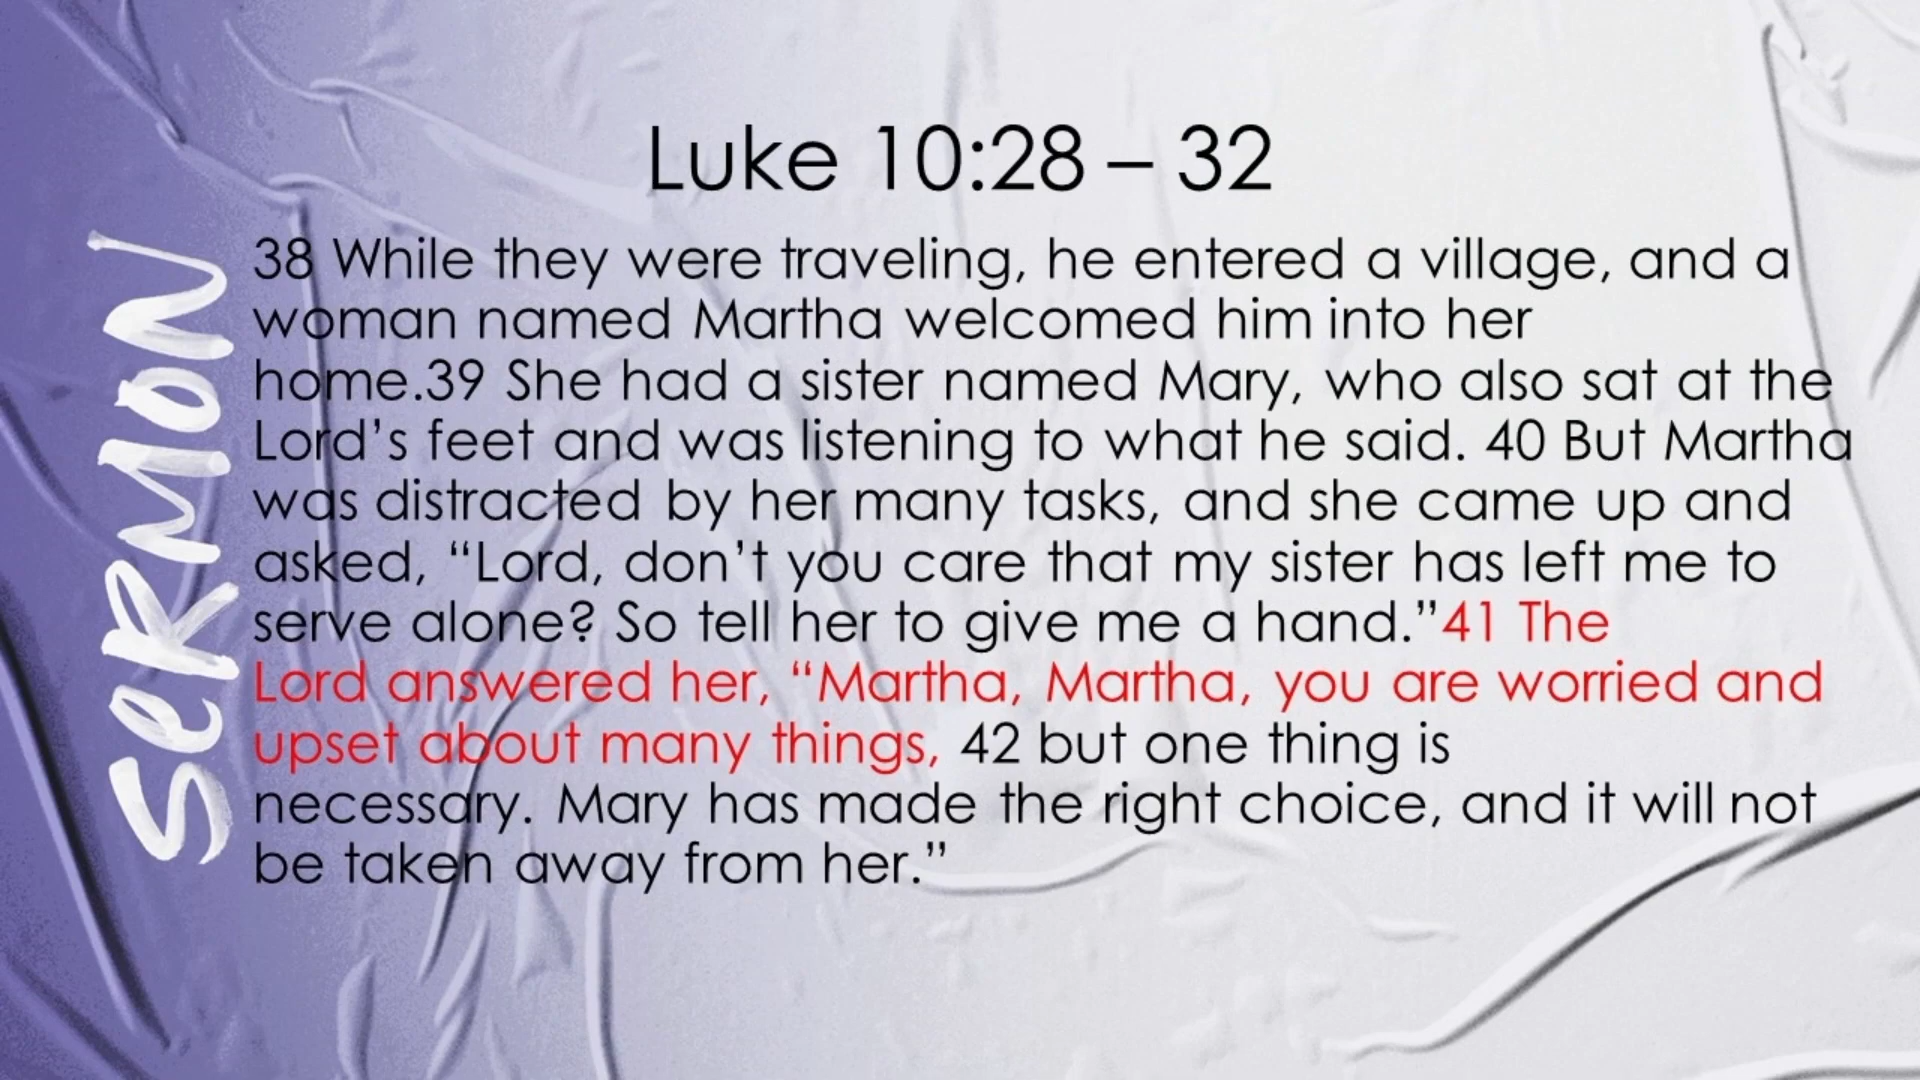 Luke 10:28 – 32
SERMON
38 While they were traveling, he entered a village, and a
woman named Martha welcomed him into her
home.39 She had a sister named Mary, who also sat at the
Lord’s feet and was listening to what he said. 40 But Martha
was distracted by her many tasks, and she came up and
asked, “Lord, don’t you care that my sister has left me to
serve alone? So tell her to give me a hand.”41 The
Lord answered her, “Martha, Martha, you are worried and
upset about many things, 42 but one thing is
necessary. Mary has made the right choice, and it will not
be taken away from her.”